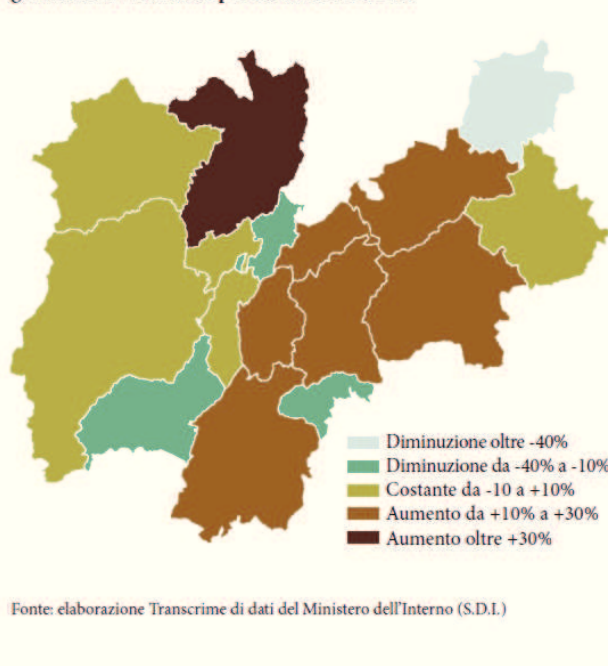 Diminuzione oltre -40%
Diminuzione da -40% a -10%
Costante da -10 a +10%
Aumento da +10% a +30%
Aumento oltre +30%
Fonte: elaborazione Transcrime di dati del Ministero dell'Interno (S.D.I.)